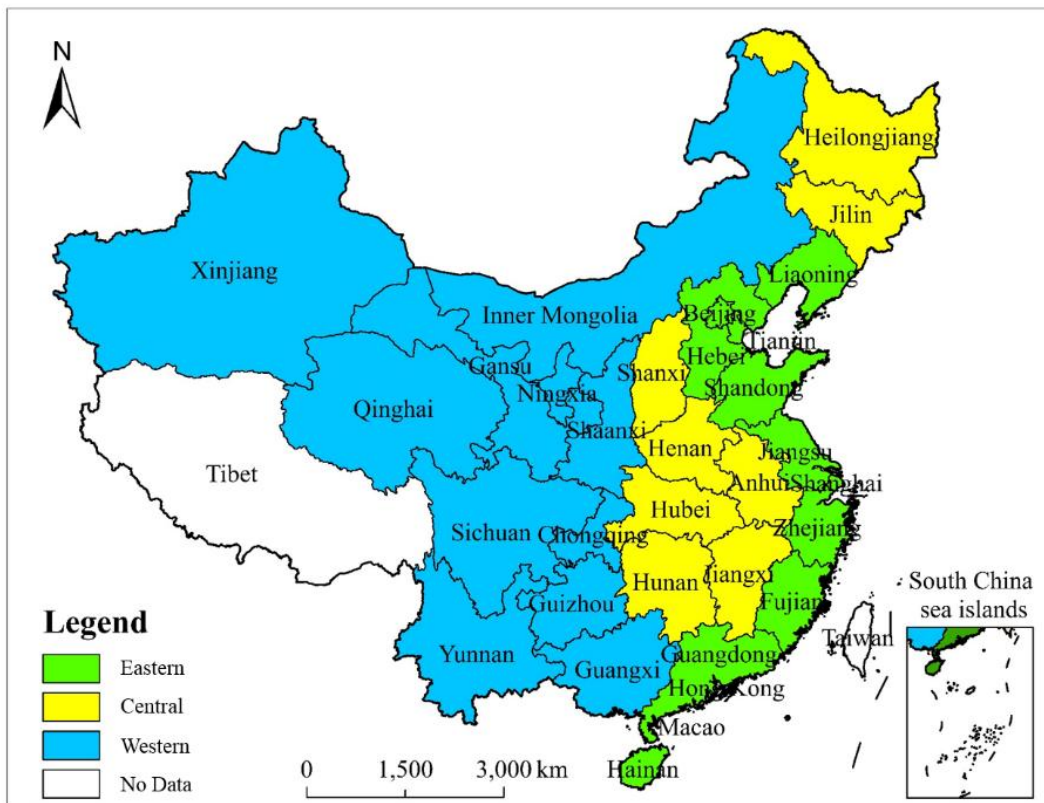 N
Heilongjiang
Jilin
Xinjiang
Liaoning
Inner Mongolia
Beijing
Tianjin
Gansu
Hebei
Shanxi
Ningxia
Shandong
Qinghai
Shaanxi
Henan
Jiangsu
Tibet
Anhui
Shanghai
Hubei
Sichuan
Chongqing
Zhejiang
Hunan
Jiangxi
South China
sea islands
Guizhou
Fujian
Legend
Taiwan
Yunnan
Guangdong
Guangxi
Eastern
Hong Kong
Central
Macao
Western
Hainan
No Data
0 1,500 3,000 km